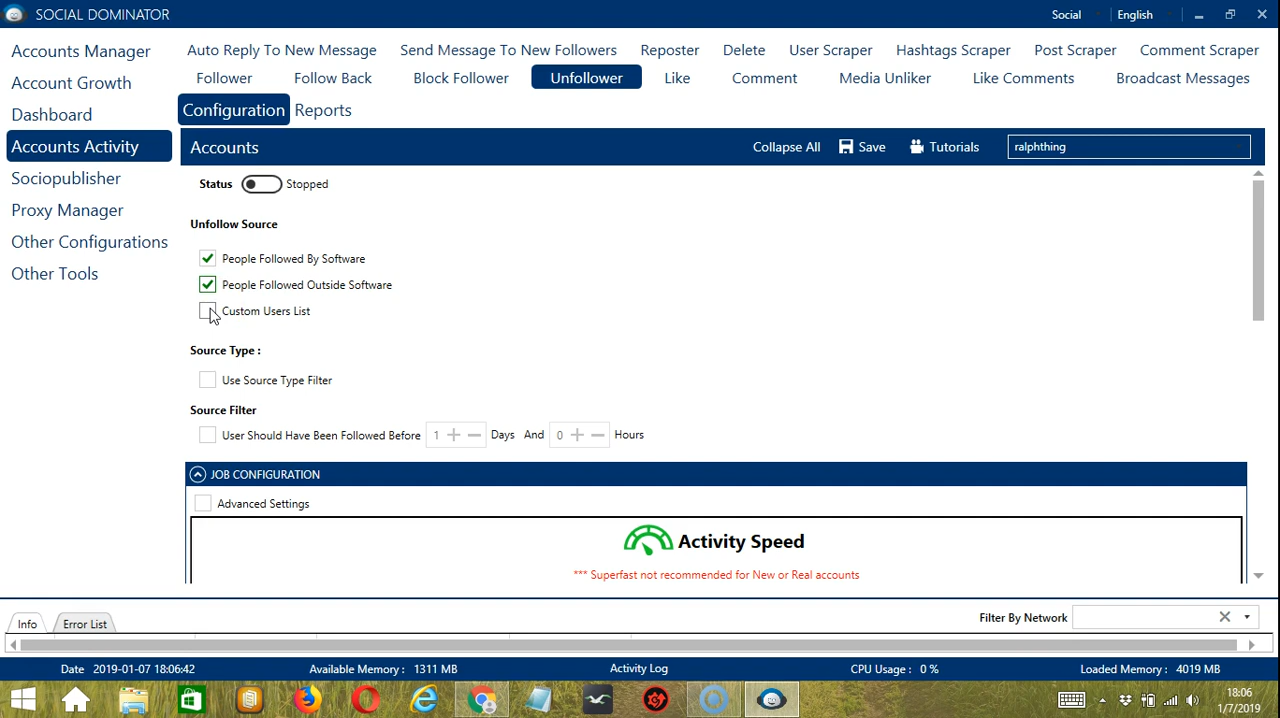 SOCIAL DOMINATOR
Social
English
Accounts Manager
Account Growth
Dashboard
Accounts Activity
Sociopublisher
Proxy Manager
Other Configurations
Other Tools
Auto Reply To New Message Send Message To New Followers Reposter Delete User Scraper Hashtags Scraper Post Scraper Comment Scraper
Follower Follow Back Block Follower Unfollower Like Comment Media Unliker Like Comments Broadcast Messages
Configuration Reports
Accounts Collapse All Save Tutorials ralphthing
Status Stopped
Unfollow Source
People Followed By Software
People Followed Outside Software
Custom Users List
Source Type :
Use Source Type Filter
Source Filter
User Should Have Been Followed Before 1 Days And 0 Hours
JOB CONFIGURATION
Advanced Settings
Activity Speed
*** Superfast not recommended for New or Real accounts
Info Error List Filter By Network
Date 2019-01-07 18:06:42 Available Memory : 1311 MB Activity Log CPU Usage : 0 % Loaded Memory : 4019 MB
18:06
1/7/2019